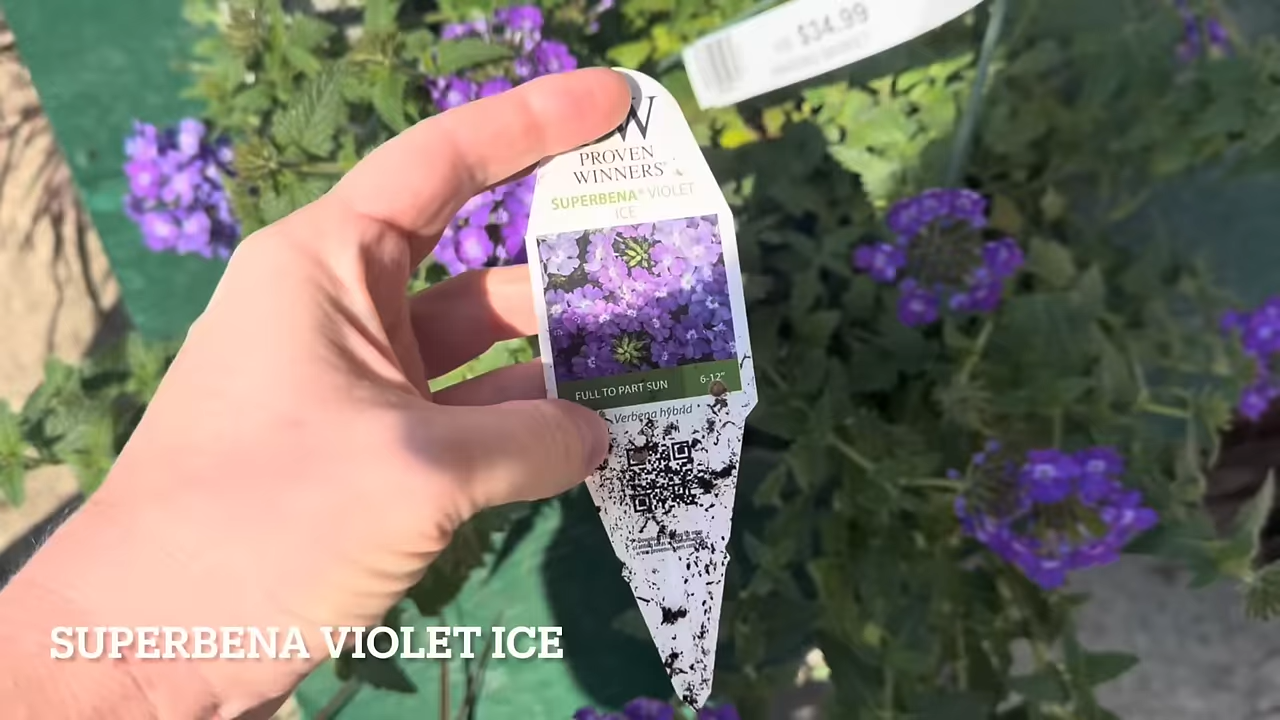 $34.99
W
PROVEN
WINNERS®
SUPERBENA® VIOLET
ICE
FULL TO PART SUN 6-12"
Verbena hybrid
SUPERBENA VIOLET ICE